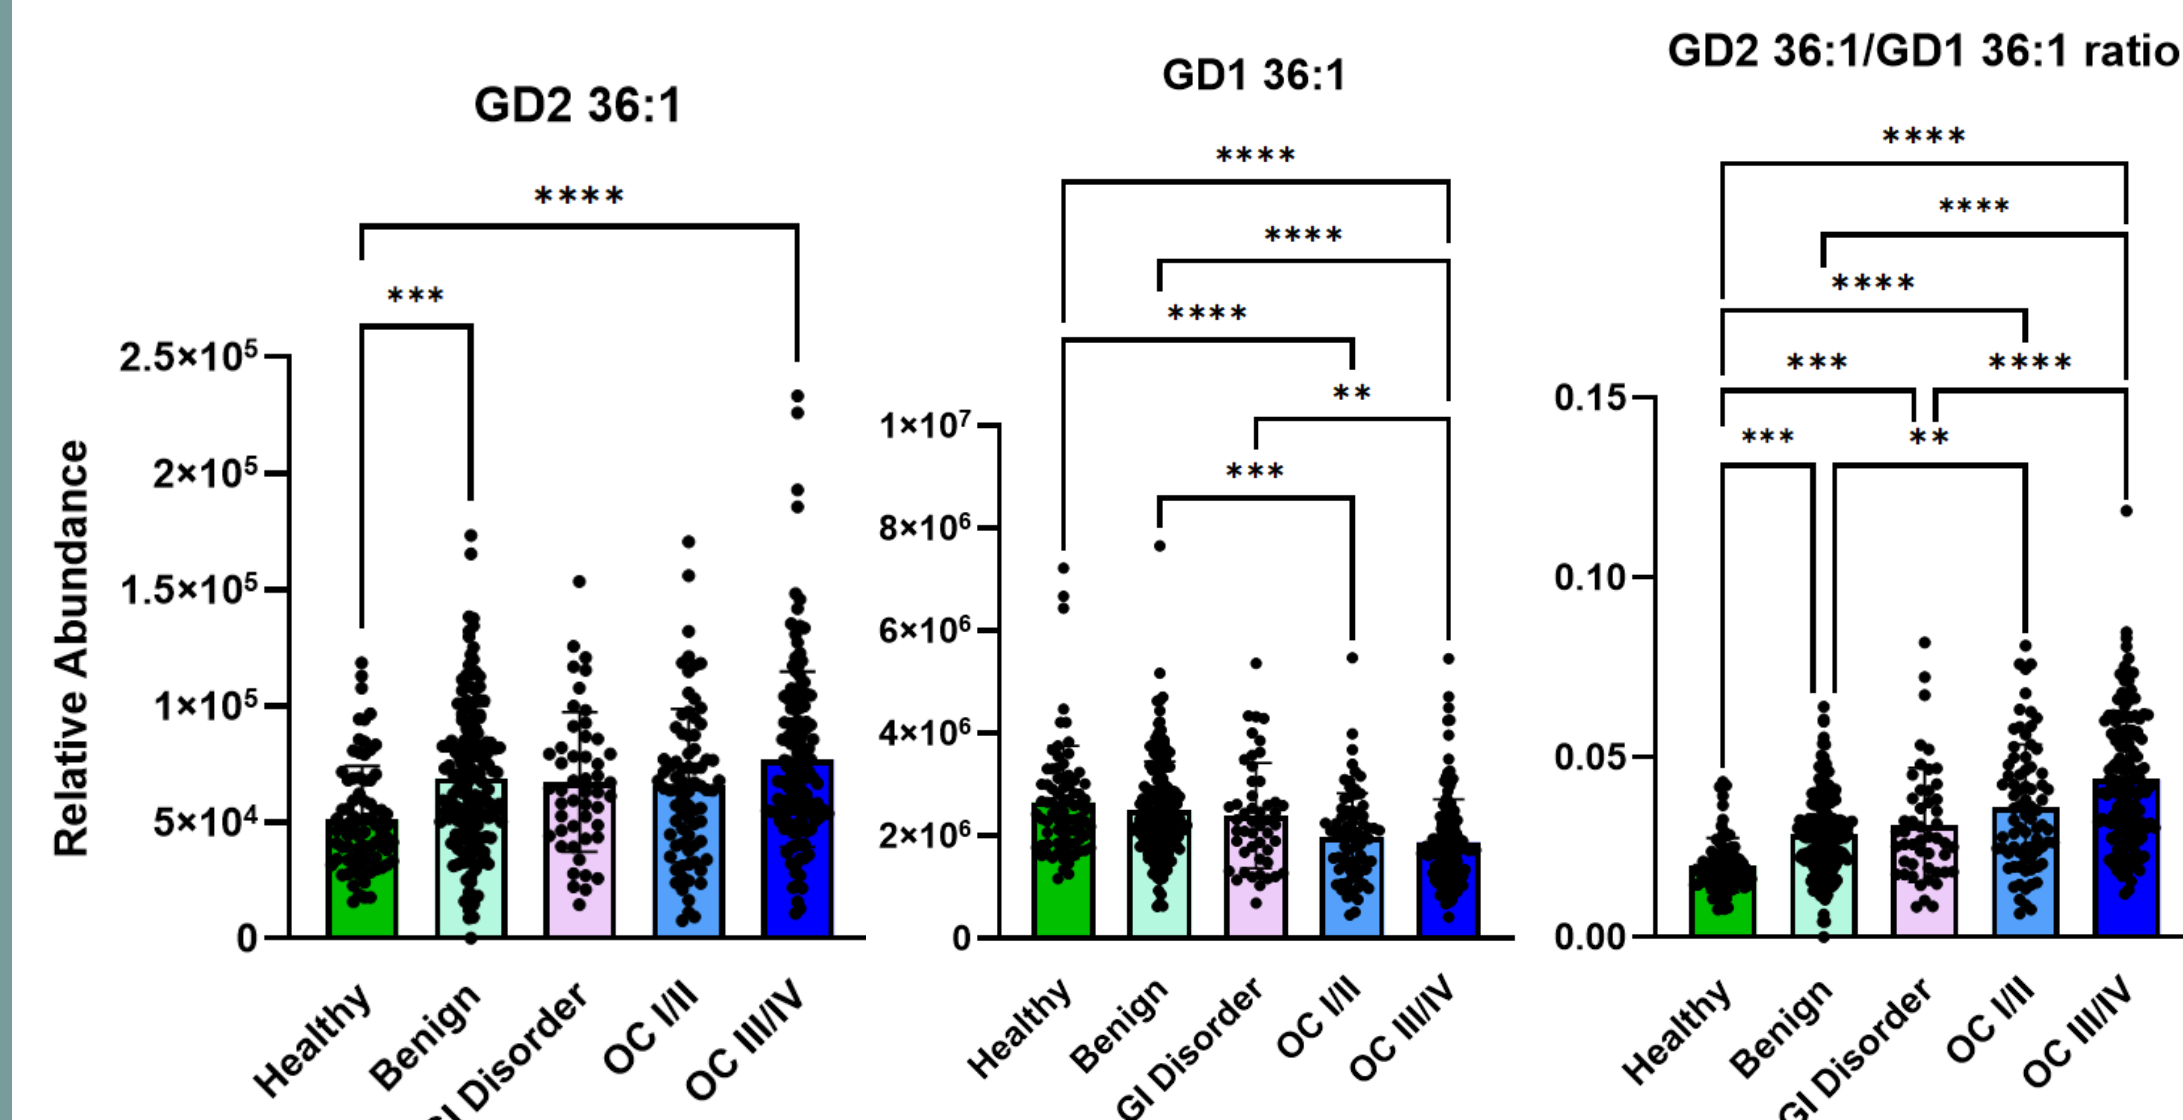 GD2 36:1
****
***
2.5×10⁵
2×10⁵
1.5×10⁵
1×10⁵
5×10⁴
0
Relative Abundance
Healthy
Benign
GI Disorder
OC I/II
OC III/IV
GD1 36:1
****
****
****
**
***
1×10⁷
8×10⁶
6×10⁶
4×10⁶
2×10⁶
0
Healthy
Benign
GI Disorder
OC I/II
OC III/IV
GD2 36:1/GD1 36:1 ratio
****
****
****
***
****
***
**
0.15
0.10
0.05
0.00
Healthy
Benign
GI Disorder
OC I/II
OC III/IV